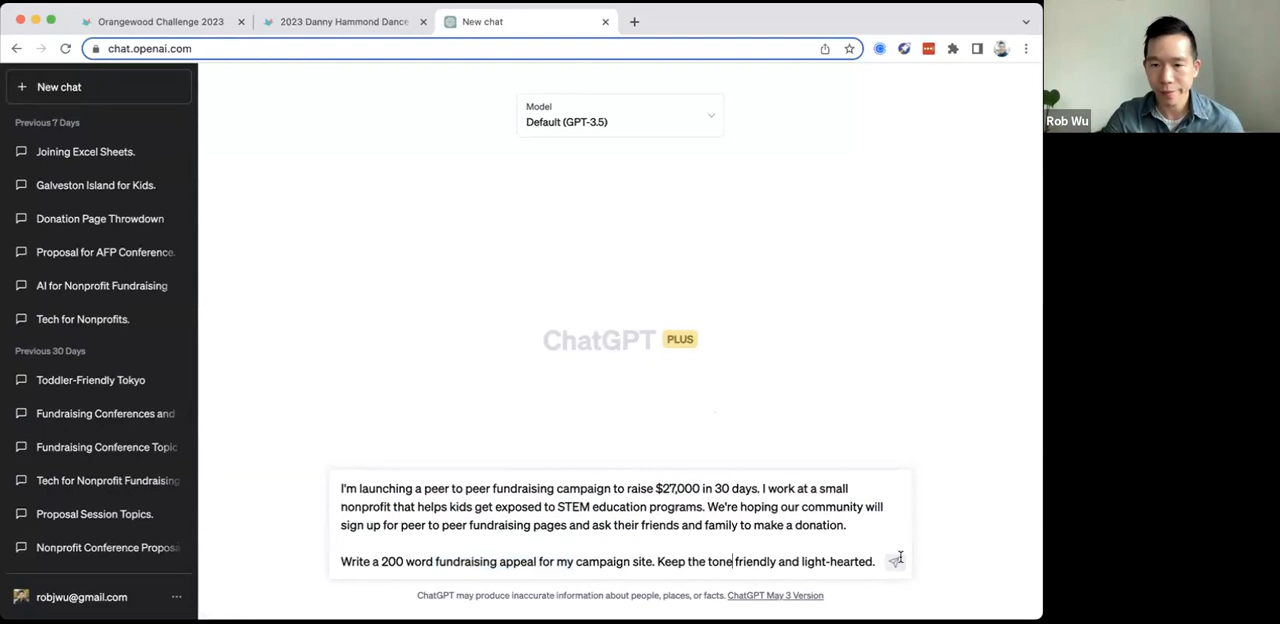 Orangewood Challenge 2023
2023 Danny Hammond Dance
New chat
chat.openai.com
New chat
Previous 7 Days
Joining Excel Sheets.
Galveston Island for Kids.
Donation Page Throwdown
Proposal for AFP Conference.
AI for Nonprofit Fundraising
Tech for Nonprofits.
Previous 30 Days
Toddler-Friendly Tokyo
Fundraising Conferences and
Fundraising Conference Topic
Tech for Nonprofit Fundraising
Proposal Session Topics.
Nonprofit Conference Proposa
robjwu@gmail.com
Model
Default (GPT-3.5)
ChatGPT PLUS
I'm launching a peer to peer fundraising campaign to raise $27,000 in 30 days. I work at a small
nonprofit that helps kids get exposed to STEM education programs. We're hoping our community will
sign up for peer to peer fundraising pages and ask their friends and family to make a donation.
Write a 200 word fundraising appeal for my campaign site. Keep the tone friendly and light-hearted.
ChatGPT may produce inaccurate information about people, places, or facts. ChatGPT May 3 Version
Rob Wu